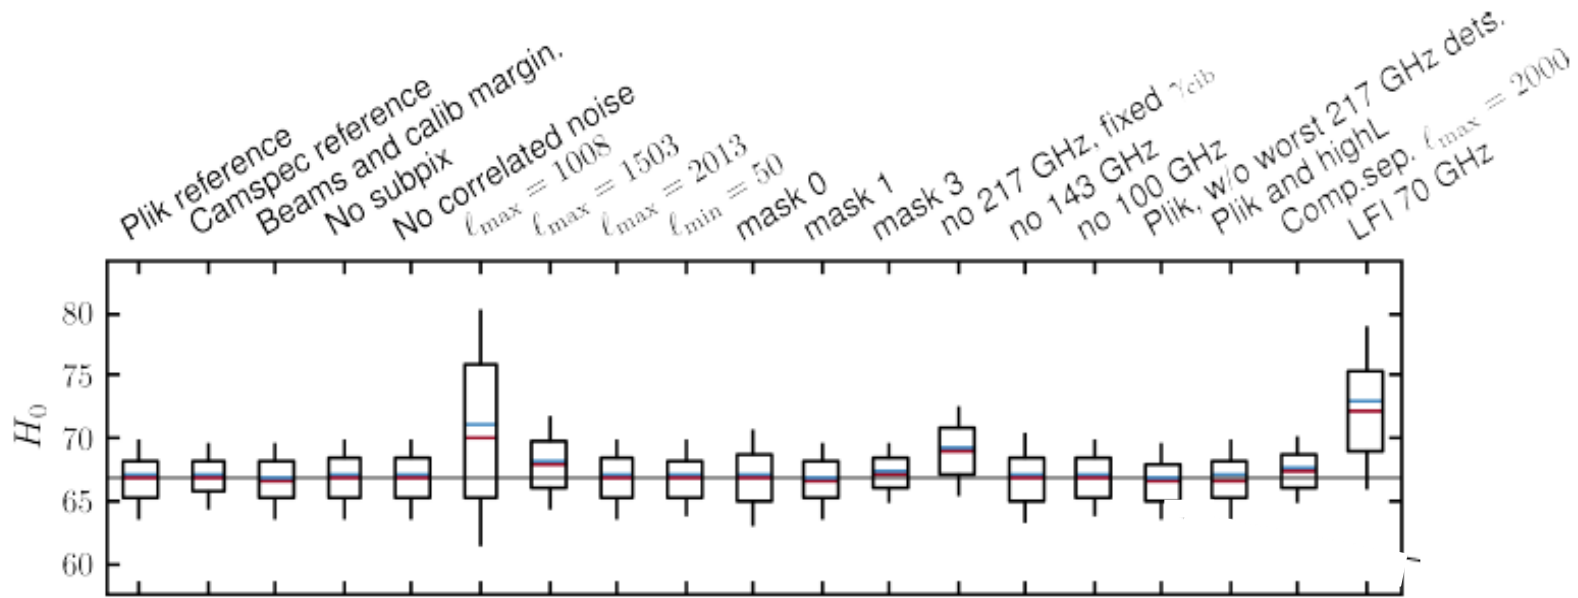 Plik reference
Camspec reference
Beams and calib margin.
No subpix
No correlated noise
ℓmax = 1008
ℓmax = 1503
ℓmax = 2013
ℓmin = 50
mask 0
mask 1
mask 3
no 217 GHz, fixed γcib
no 143 GHz
no 100 GHz
Plik, w/o worst 217 GHz dets.
Plik and highL
Comp.sep. ℓmax = 2000
LFI 70 GHz
H0
80
75
70
65
60